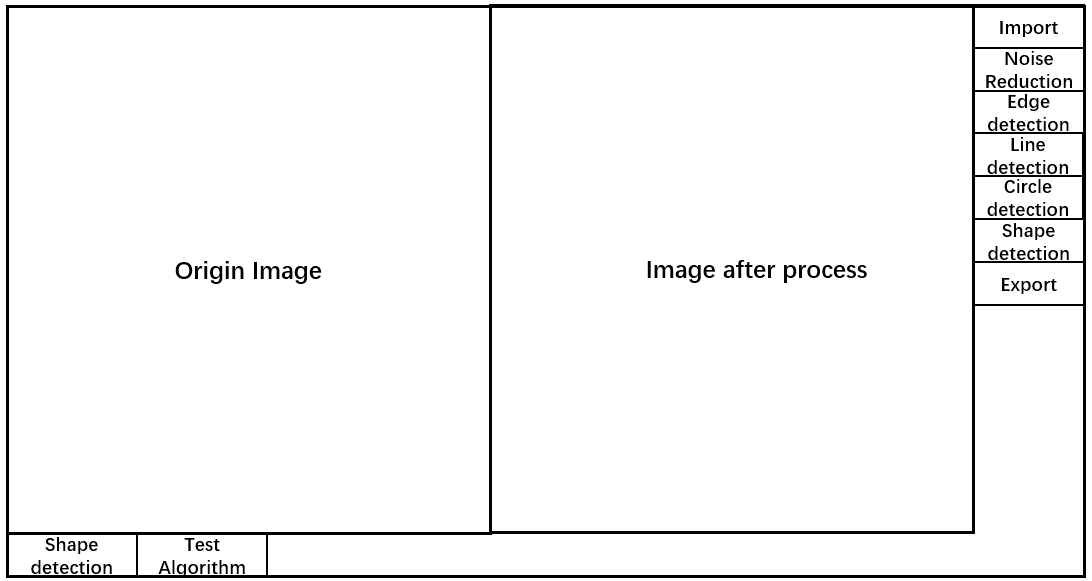 Origin Image
Image after process
Import
Noise
Reduction
Edge
detection
Line
detection
Circle
detection
Shape
detection
Export
Shape
detection
Test
Algorithm